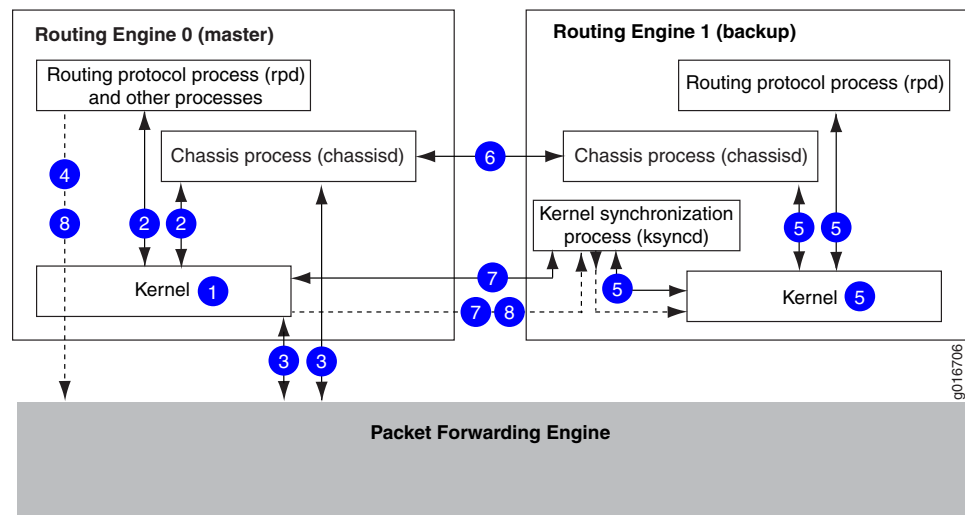 Routing Engine 0 (master)
Routing Engine 1 (backup)
Routing protocol process (rpd)
and other processes
Routing protocol process (rpd)
Chassis process (chassisd)
6
Chassis process (chassisd)
4
8
2
2
Kernel synchronization
process (ksyncd)
5
5
Kernel 1
7
5
Kernel 5
7
8
3
3
g016706
Packet Forwarding Engine